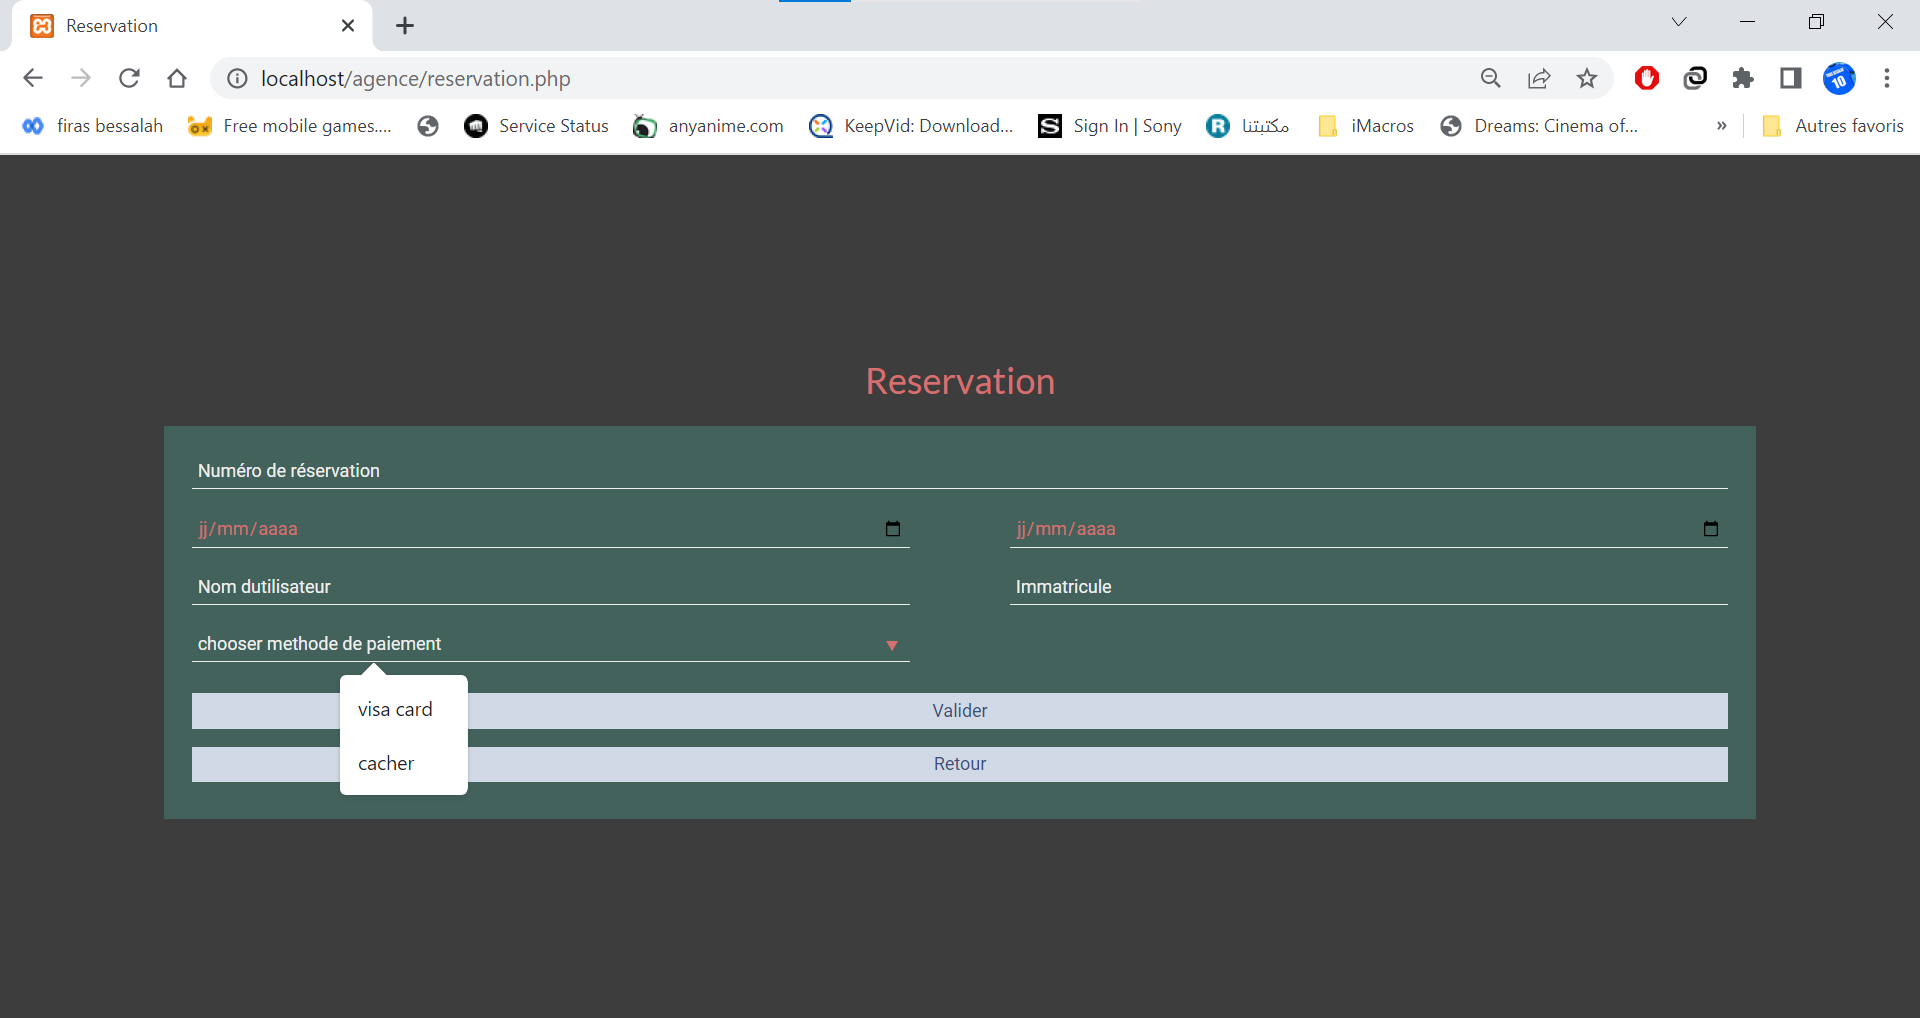 Reservation
localhost/agence/reservation.php
firas bessalah
Free mobile games....
Service Status
anyanime.com
KeepVid: Download...
Sign In | Sony
مكتبتنا
iMacros
Dreams: Cinema of...
»
Autres favoris
Reservation
Numéro de réservation
jj/mm/aaaa
jj/mm/aaaa
Nom dutilisateur
Immatricule
chooser methode de paiement
visa card
cacher
Valider
Retour